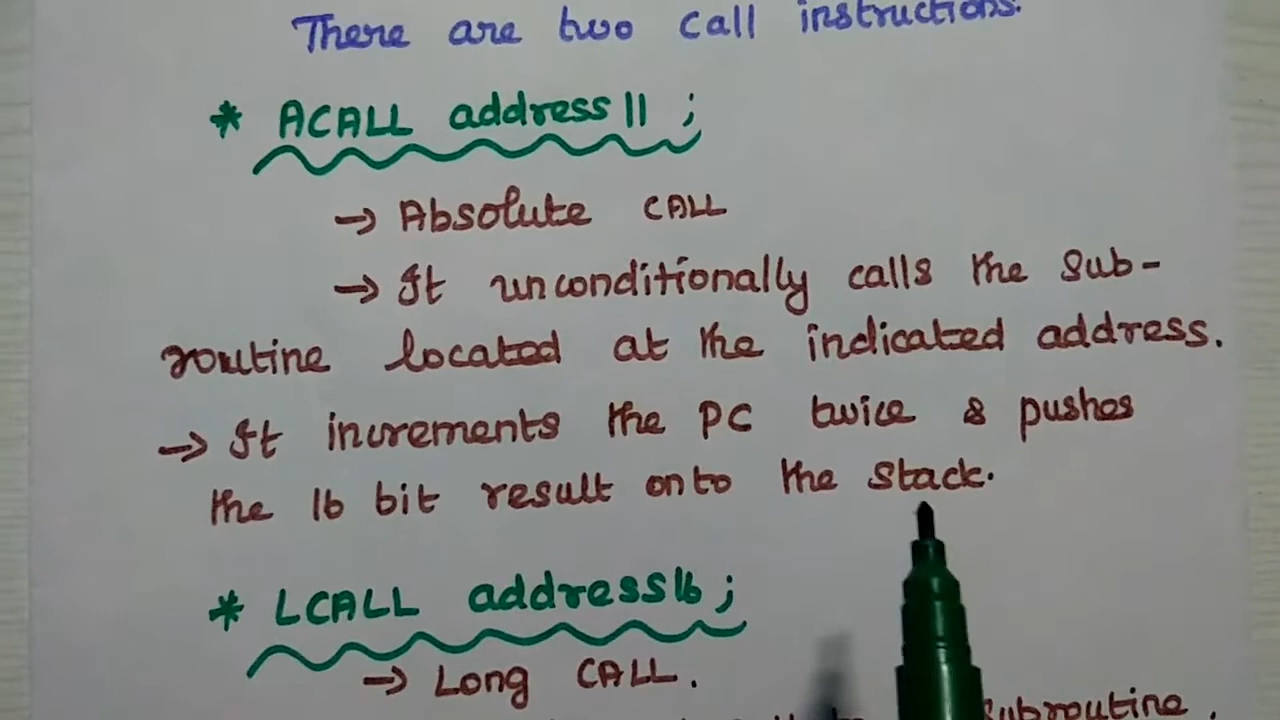 There are two call instructions.
* ACALL address11 ;
→ Absolute CALL
→ It unconditionally calls the Sub-
routine located at the indicated address.
→ It increments the PC twice & pushes
the 16 bit result onto the stack.
* LCALL address16 ;
→ Long CALL.
subroutine.